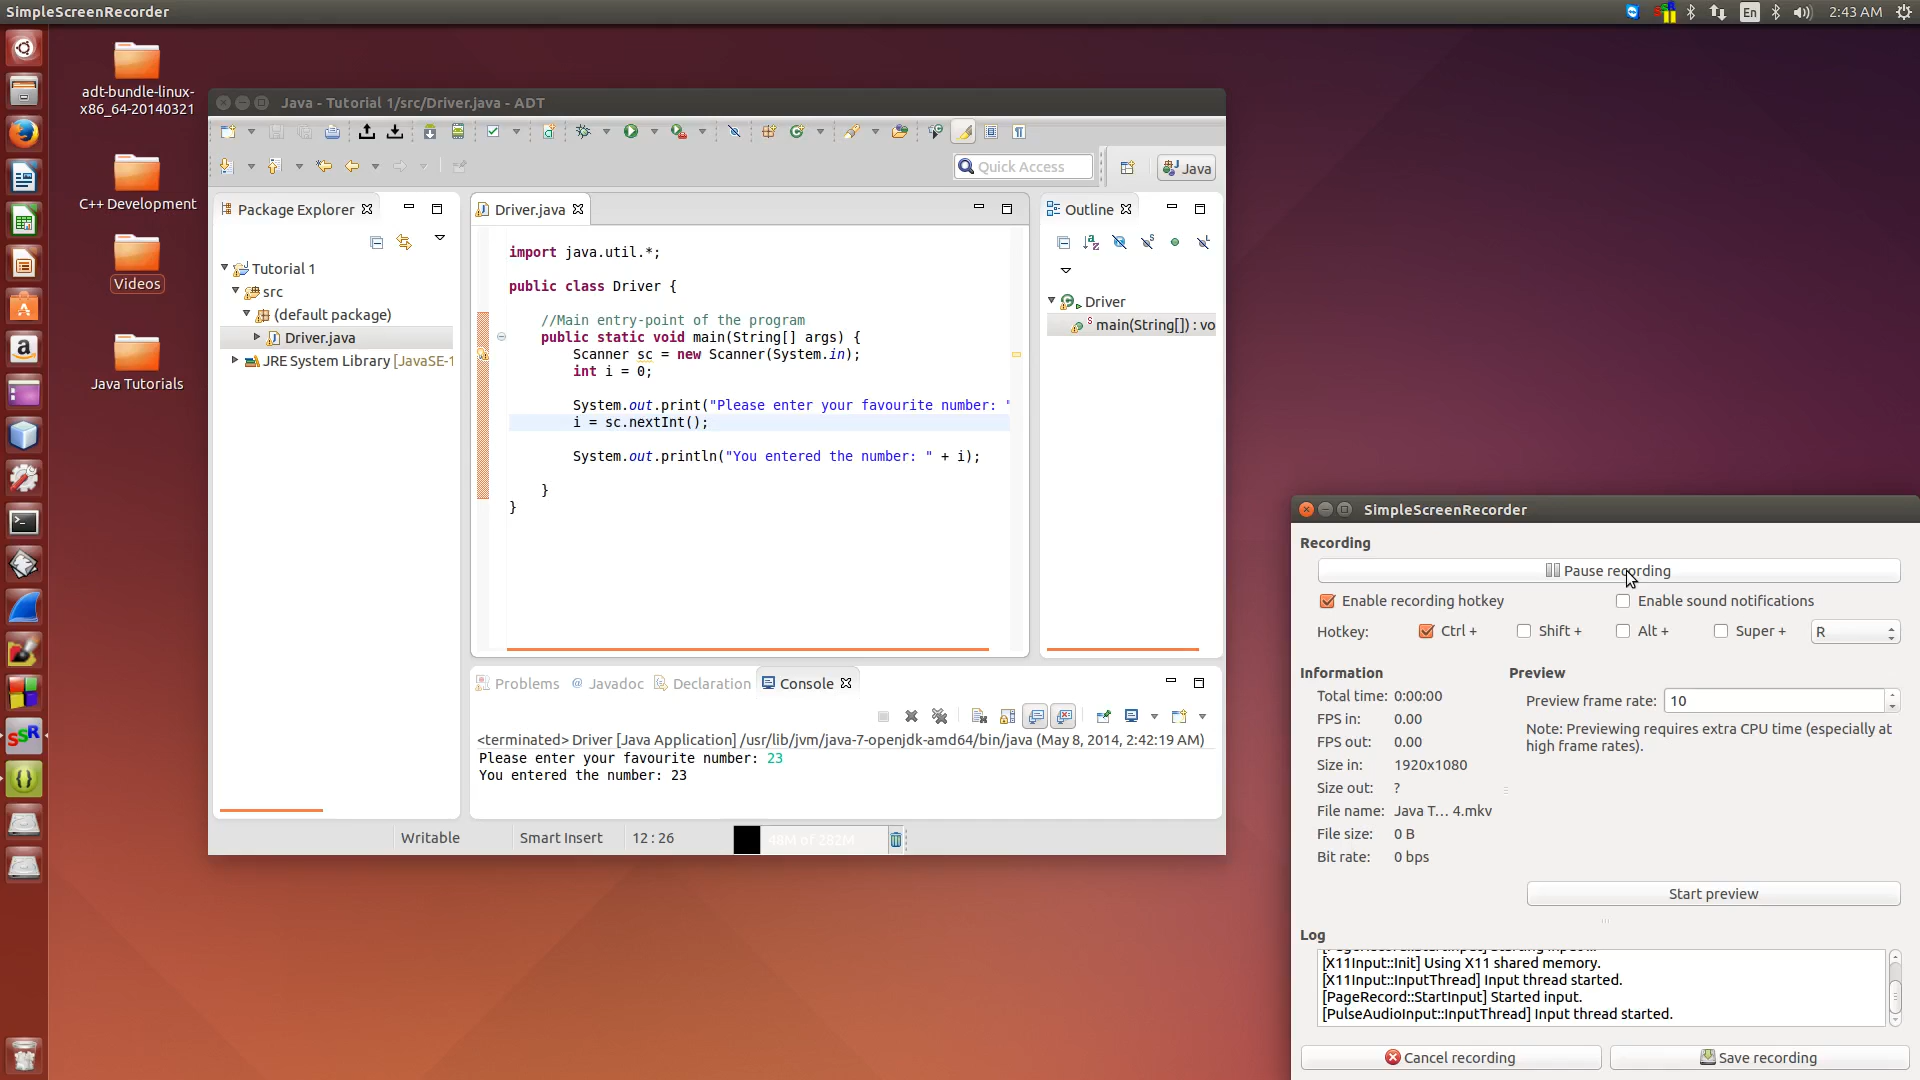 SimpleScreenRecorder
En
2:43 AM
adt-bundle-linux-
x86_64-20140321
C++ Development
Videos
Java Tutorials
Java - Tutorial 1/src/Driver.java - ADT
Quick Access
Java
Package Explorer
Tutorial 1
src
(default package)
Driver.java
JRE System Library [JavaSE-1
Driver.java
import java.util.*;
public class Driver {
//Main entry-point of the program
public static void main(String[] args) {
Scanner sc = new Scanner(System.in);
int i = 0;
System.out.print("Please enter your favourite number: "
i = sc.nextInt();
System.out.println("You entered the number: " + i);
}
}
Outline
Driver
main(String[]) : vo
Problems
@ Javadoc
Declaration
Console
<terminated> Driver [Java Application] /usr/lib/jvm/java-7-openjdk-amd64/bin/java (May 8, 2014, 2:42:19 AM)
Please enter your favourite number: 23
You entered the number: 23
Writable
Smart Insert
12 : 26
48M of 282M
SimpleScreenRecorder
Recording
Pause recording
Enable recording hotkey
Enable sound notifications
Hotkey:
Ctrl +
Shift +
Alt +
Super +
R
Information
Total time: 0:00:00
FPS in: 0.00
FPS out: 0.00
Size in: 1920x1080
Size out: ?
File name: Java T... 4.mkv
File size: 0 B
Bit rate: 0 bps
Preview
Preview frame rate: 10
Note: Previewing requires extra CPU time (especially at
high frame rates).
Start preview
Log
[X11Input::Init] Using X11 shared memory.
[X11Input::InputThread] Input thread started.
[PageRecord::StartInput] Started input.
[PulseAudioInput::InputThread] Input thread started.
Cancel recording
Save recording